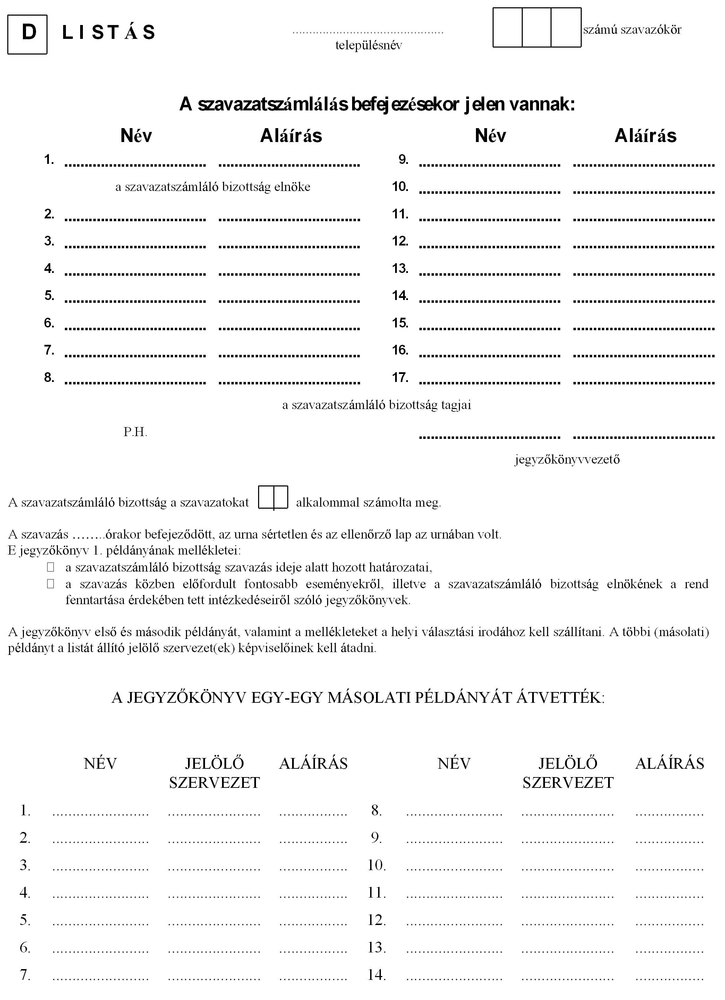 D LISTÁS ............................................. számú szavazókör
településnév
A szavazatszámlálás befejezésekor jelen vannak:
Név Aláírás Név Aláírás
1. ................................... ................................... 9. ................................... ...................................
a szavazatszámláló bizottság elnöke 10. ................................... ...................................
2. ................................... ................................... 11. ................................... ...................................
3. ................................... ................................... 12. ................................... ...................................
4. ................................... ................................... 13. ................................... ...................................
5. ................................... ................................... 14. ................................... ...................................
6. ................................... ................................... 15. ................................... ...................................
7. ................................... ................................... 16. ................................... ...................................
8. ................................... ................................... 17. ................................... ...................................
a szavazatszámláló bizottság tagjai
P.H. ................................... ...................................
jegyzőkönyvvezető
A szavazatszámláló bizottság a szavazatokat alkalommal számolta meg.
A szavazás ……..órakor befejeződött, az urna sértetlen és az ellenőrző lap az urnában volt.
E jegyzőkönyv 1. példányának mellékletei:
□ a szavazatszámláló bizottság szavazás ideje alatt hozott határozatai,
□ a szavazás közben előfordult fontosabb eseményekről, illetve a szavazatszámláló bizottság elnökének a rend
fenntartása érdekében tett intézkedéseiről szóló jegyzőkönyvek.
A jegyzőkönyv első és második példányát, valamint a mellékleteket a helyi választási irodához kell szállítani. A többi (másolati)
példányt a listát állító jelölő szervezet(ek) képviselőinek kell átadni.
A JEGYZŐKÖNYV EGY-EGY MÁSOLATI PÉLDÁNYÁT ÁTVETTÉK:
NÉV JELÖLŐ ALÁÍRÁS NÉV JELÖLŐ ALÁÍRÁS
SZERVEZET SZERVEZET
1. ........................ ....................... ................. 8. ........................ ....................... .................
2. ........................ ....................... ................. 9. ........................ ....................... .................
3. ........................ ....................... ................. 10. ........................ ....................... .................
4. ........................ ....................... ................. 11. ........................ ....................... .................
5. ........................ ....................... ................. 12. ........................ ....................... .................
6. ........................ ....................... ................. 13. ........................ ....................... .................
7. ........................ ....................... ................. 14. ........................ ....................... .................